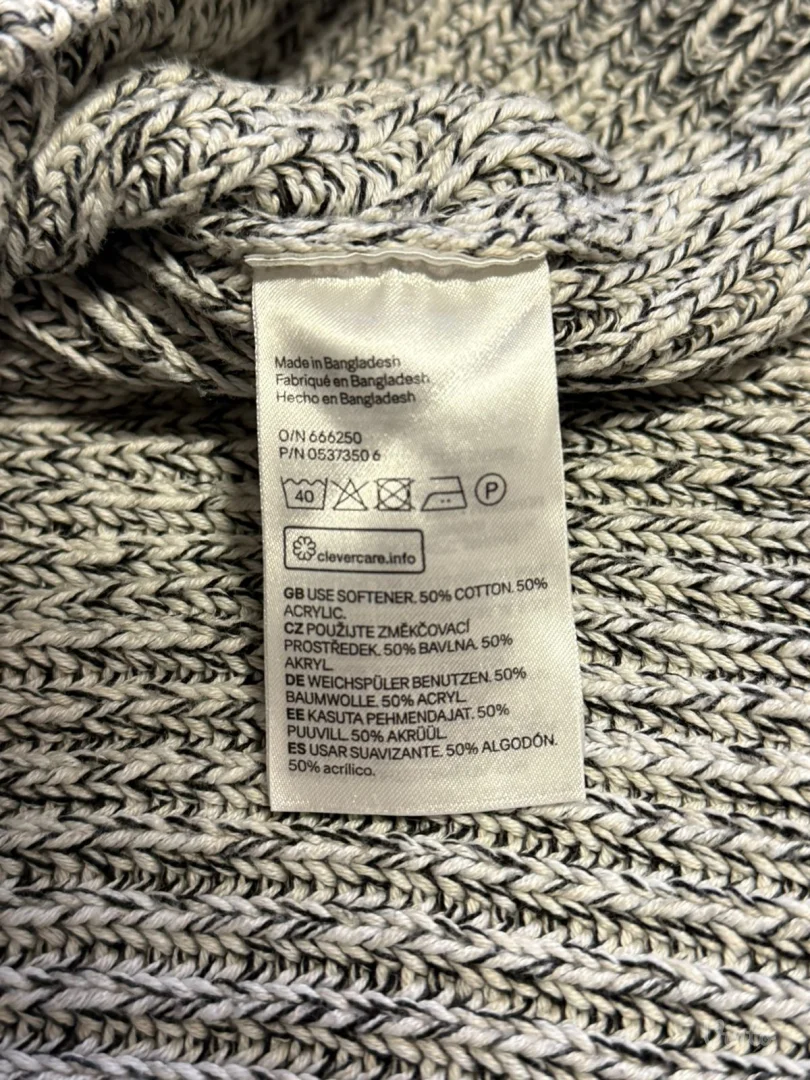 Made in Bangladesh
Fabriqué en Bangladesh
Hecho en Bangladesh
O/N 666250
P/N 0537350 6
40 P
clevercare.info
GB USE SOFTENER. 50% COTTON. 50%
ACRYLIC.
CZ POUŽIJTE ZMĚKČOVACÍ
PROSTŘEDEK. 50% BAVLNA. 50%
AKRYL.
DE WEICHSPÜLER BENUTZEN. 50%
BAUMWOLLE. 50% ACRYL.
EE KASUTA PEHMENDAJAT. 50%
PUUVILL. 50% AKRÜÜL.
ES USAR SUAVIZANTE. 50% ALGODÓN.
50% acrílico.